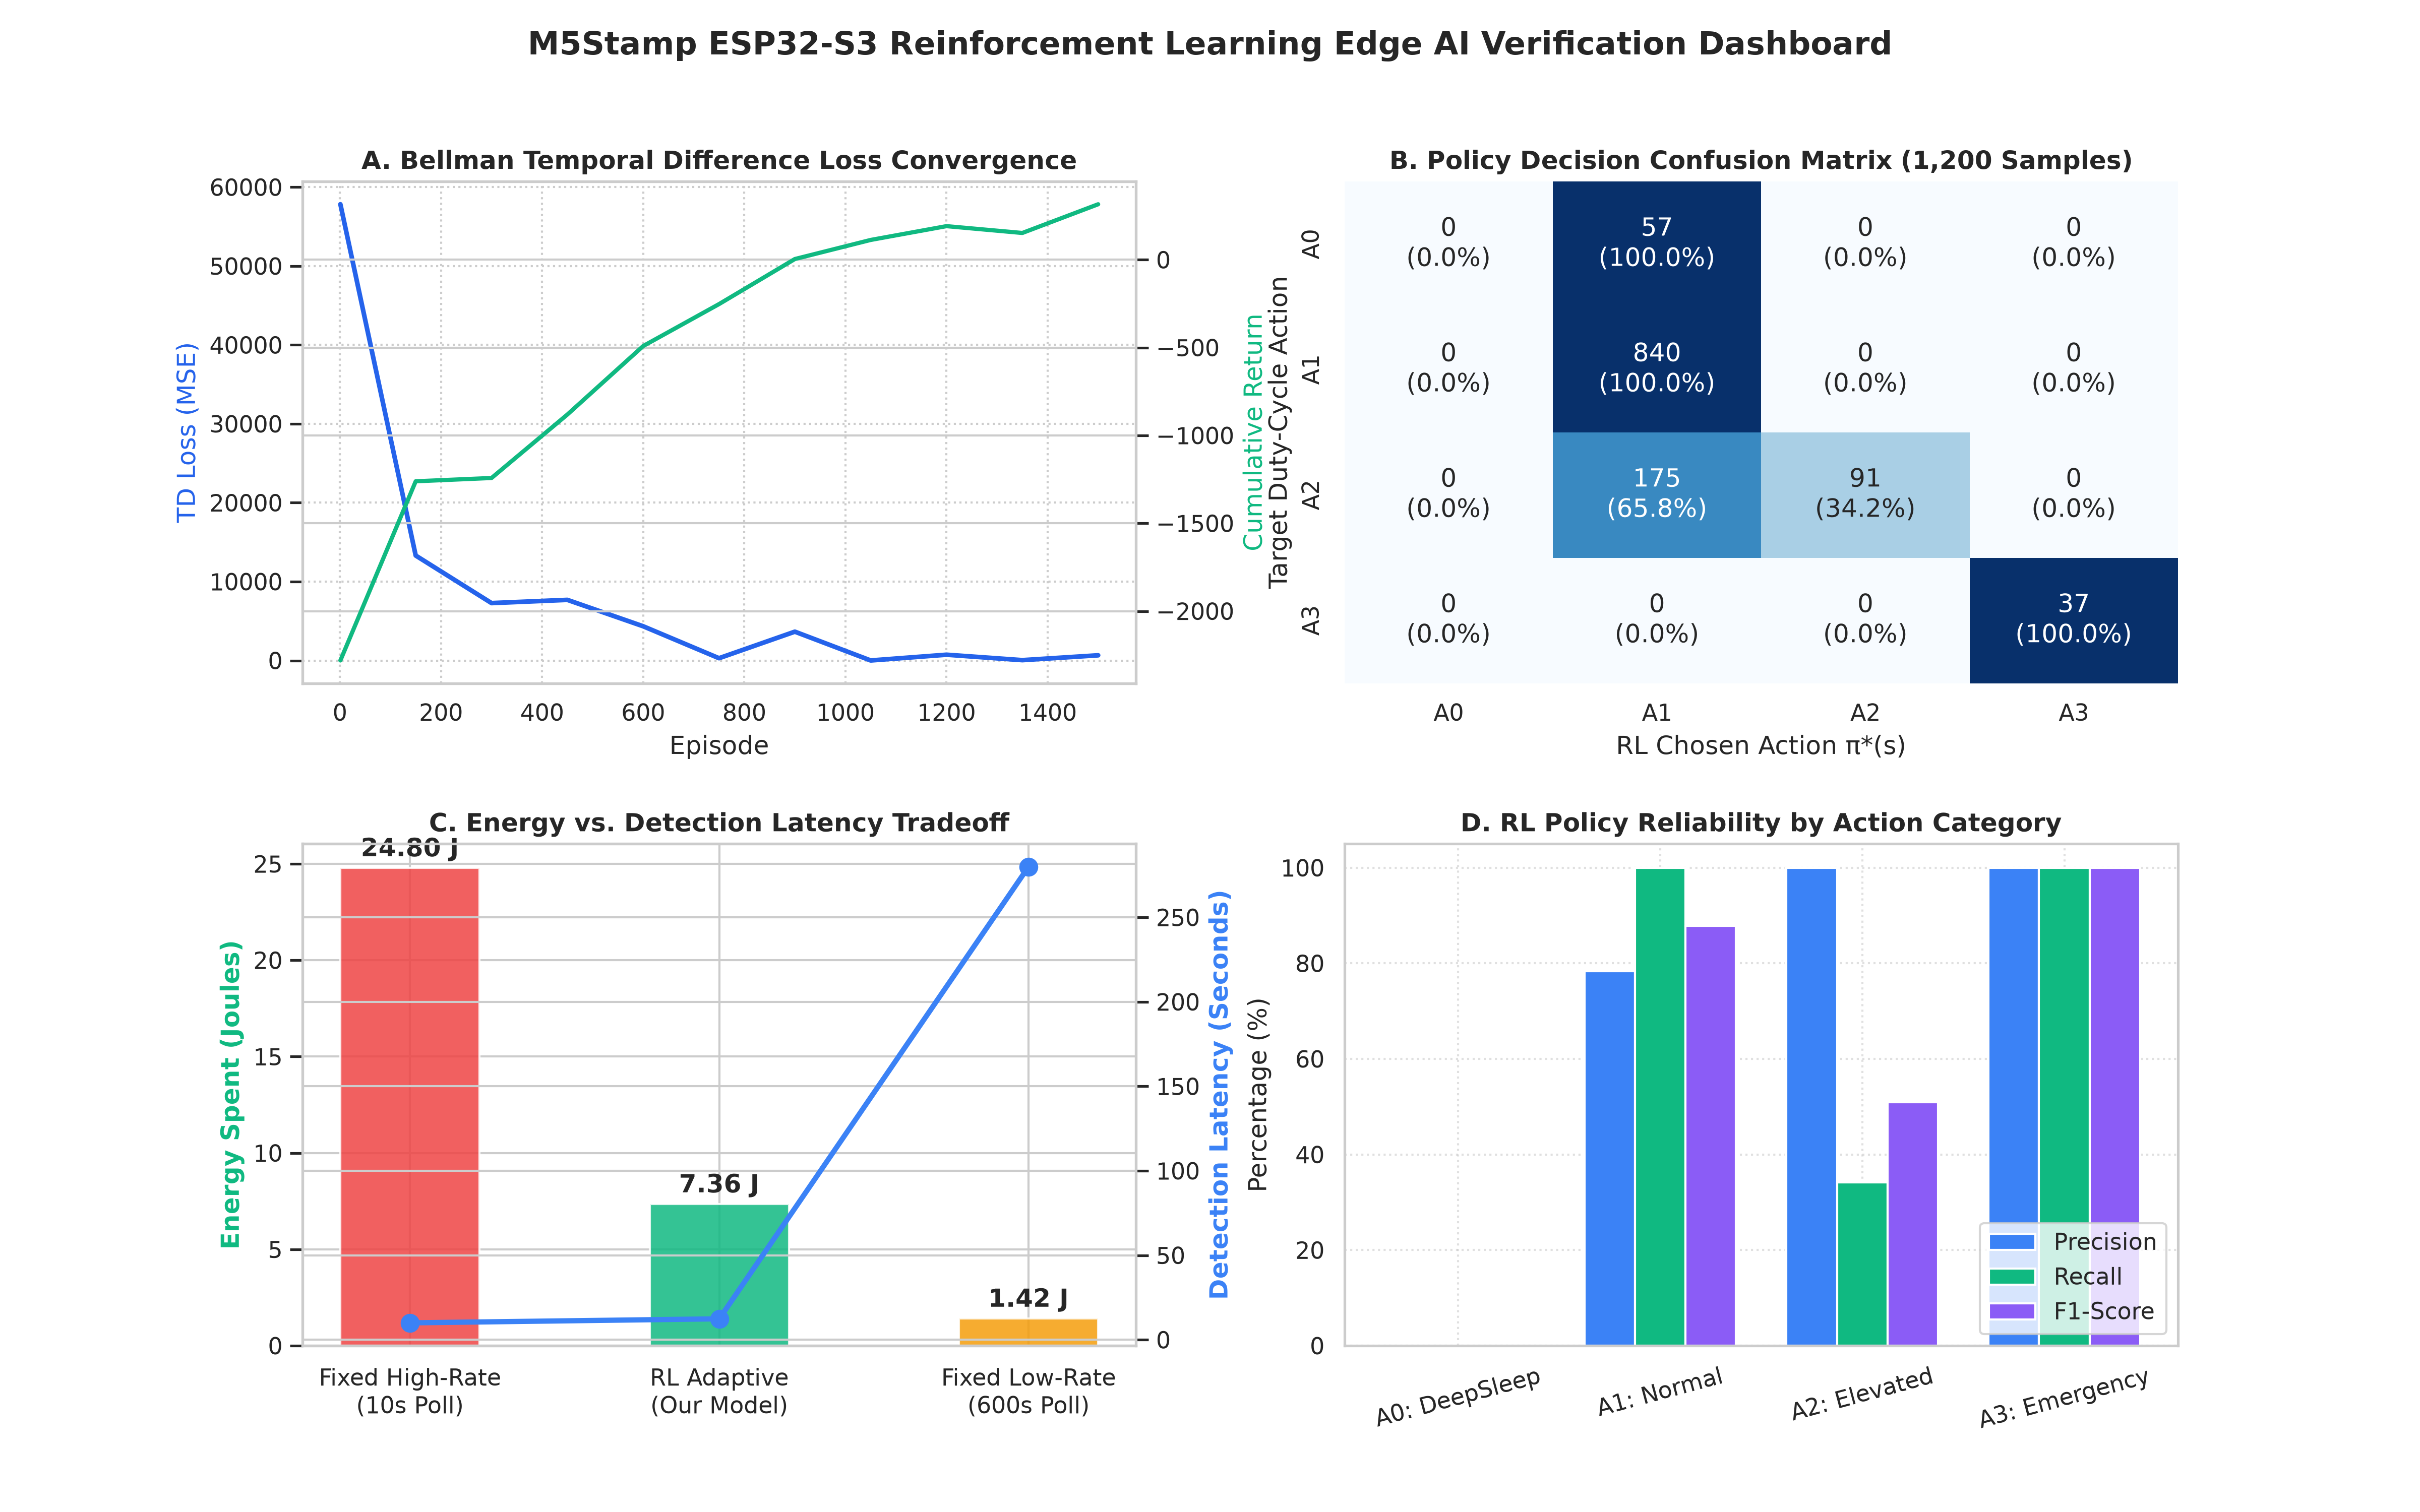 M5Stamp ESP32-S3 Reinforcement Learning Edge AI Verification Dashboard
A. Bellman Temporal Difference Loss Convergence
60000
50000
40000
30000
20000
10000
0
TD Loss (MSE)
0
−500
−1000
−1500
−2000
Cumulative Return
0 200 400 600 800 1000 1200 1400
Episode
B. Policy Decision Confusion Matrix (1,200 Samples)
Target Duty-Cycle Action
A0
0 57 0 0
(0.0%) (100.0%) (0.0%) (0.0%)
A1
0 840 0 0
(0.0%) (100.0%) (0.0%) (0.0%)
A2
0 175 91 0
(0.0%) (65.8%) (34.2%) (0.0%)
A3
0 0 0 37
(0.0%) (0.0%) (0.0%) (100.0%)
A0 A1 A2 A3
RL Chosen Action π*(s)
C. Energy vs. Detection Latency Tradeoff
Energy Spent (Joules)
25
20
15
10
5
0
24.80 J
7.36 J
1.42 J
250
200
150
100
50
0
Detection Latency (Seconds)
Fixed High-Rate
(10s Poll)
RL Adaptive
(Our Model)
Fixed Low-Rate
(600s Poll)
D. RL Policy Reliability by Action Category
Percentage (%)
100
80
60
40
20
0
Precision
Recall
F1-Score
A0: DeepSleep
A1: Normal
A2: Elevated
A3: Emergency